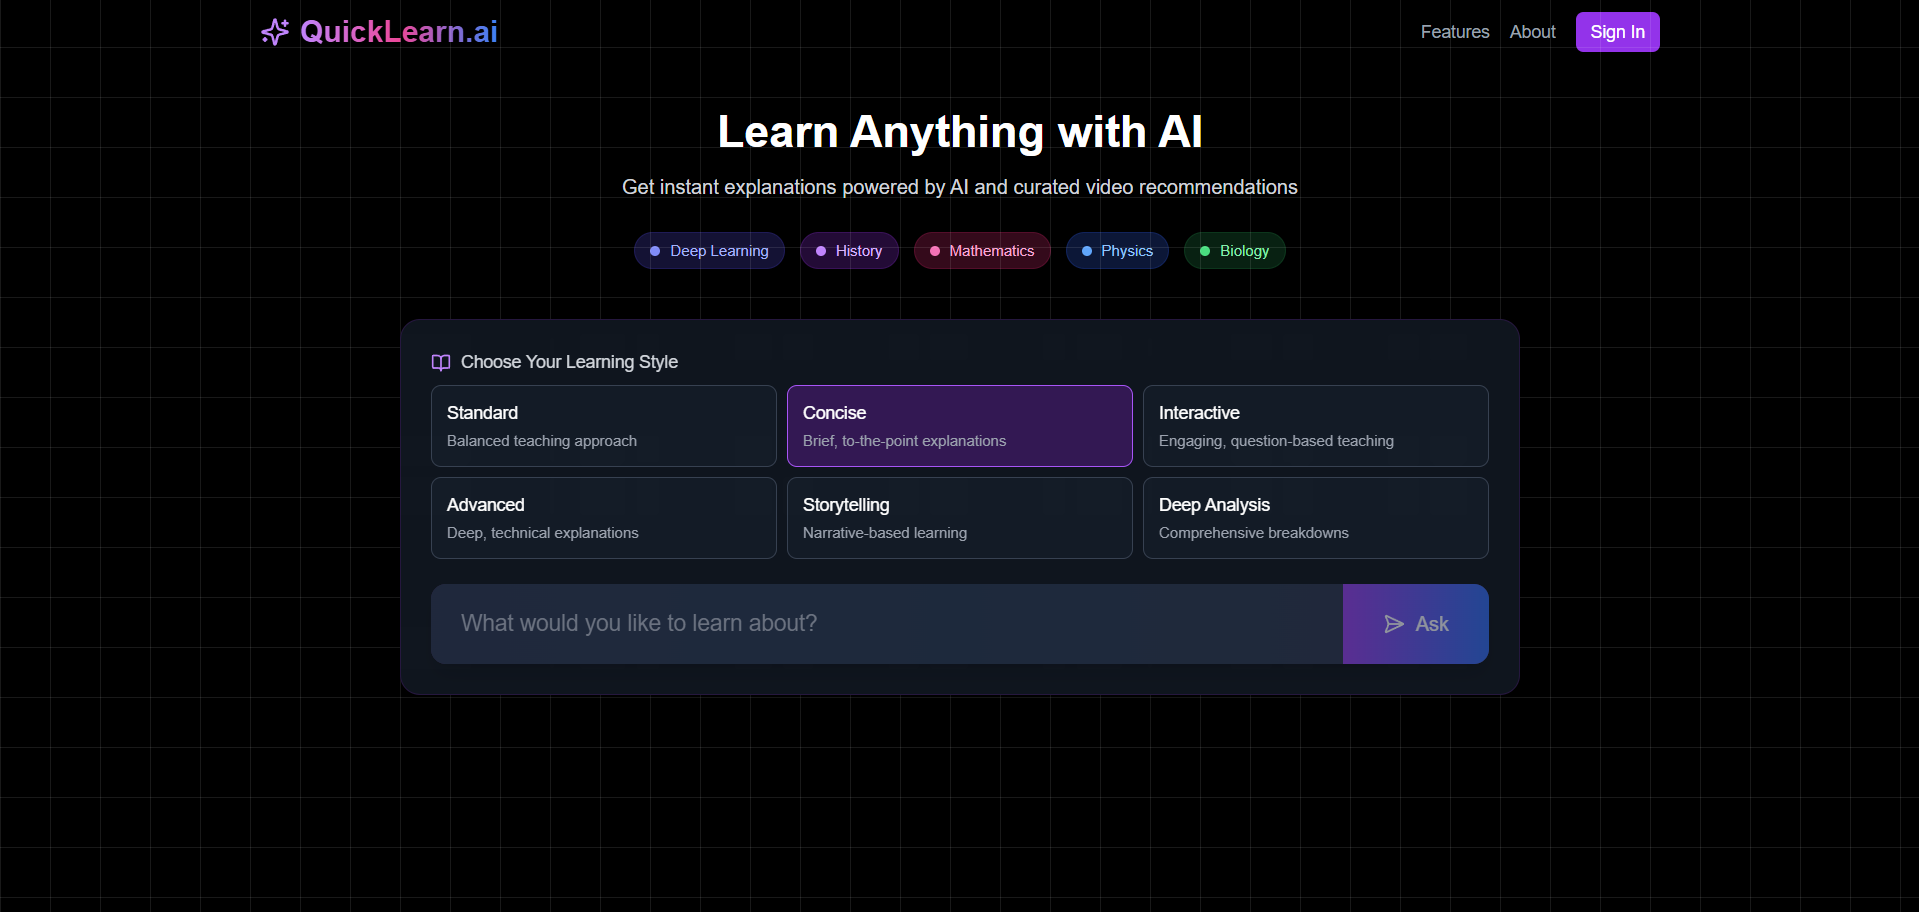 QuickLearn.ai
Features About Sign In
Learn Anything with AI
Get instant explanations powered by AI and curated video recommendations
Deep Learning History Mathematics Physics Biology
Choose Your Learning Style
Standard
Balanced teaching approach
Concise
Brief, to-the-point explanations
Interactive
Engaging, question-based teaching
Advanced
Deep, technical explanations
Storytelling
Narrative-based learning
Deep Analysis
Comprehensive breakdowns
What would you like to learn about?
Ask